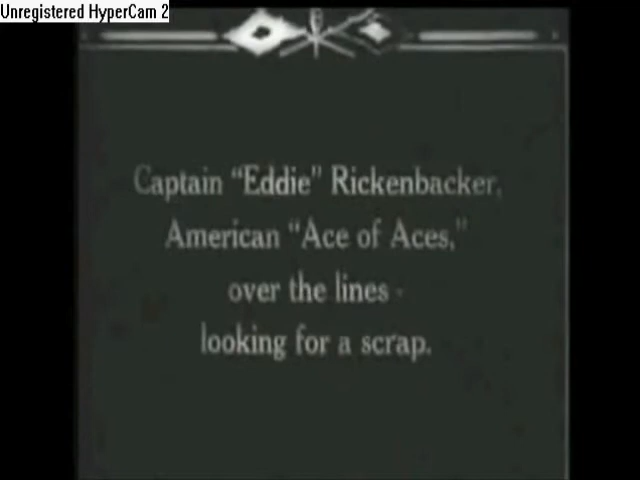 Unregistered HyperCam 2
Captain "Eddie" Rickenbacker,
American "Ace of Aces,"
over the lines -
looking for a scrap.